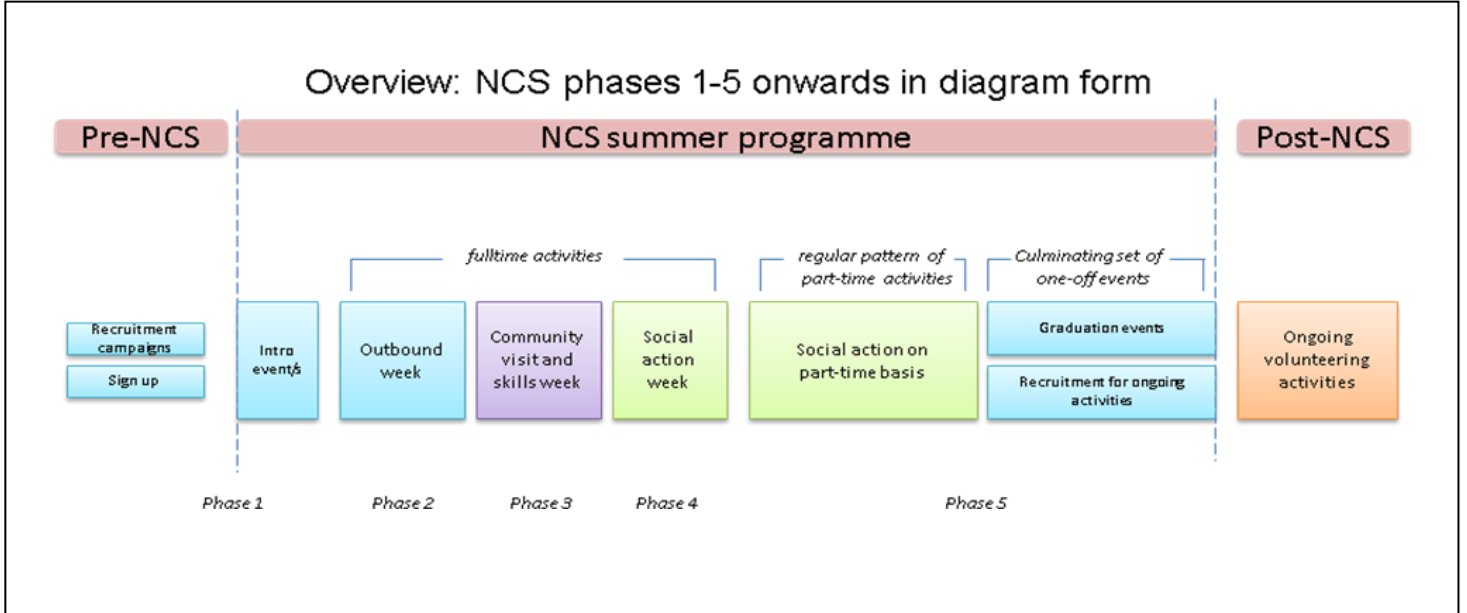 Overview: NCS phases 1-5 onwards in diagram form
Pre-NCS
NCS summer programme
Post-NCS
fulltime activities
regular pattern of
part-time activities
Culminating set of
one-off events
Recruitment
campaigns
Sign up
Intro
event/s
Outbound
week
Community
visit and
skills week
Social
action
week
Social action on
part-time basis
Graduation events
Recruitment for ongoing
activities
Ongoing
volunteering
activities
Phase 1
Phase 2
Phase 3
Phase 4
Phase 5